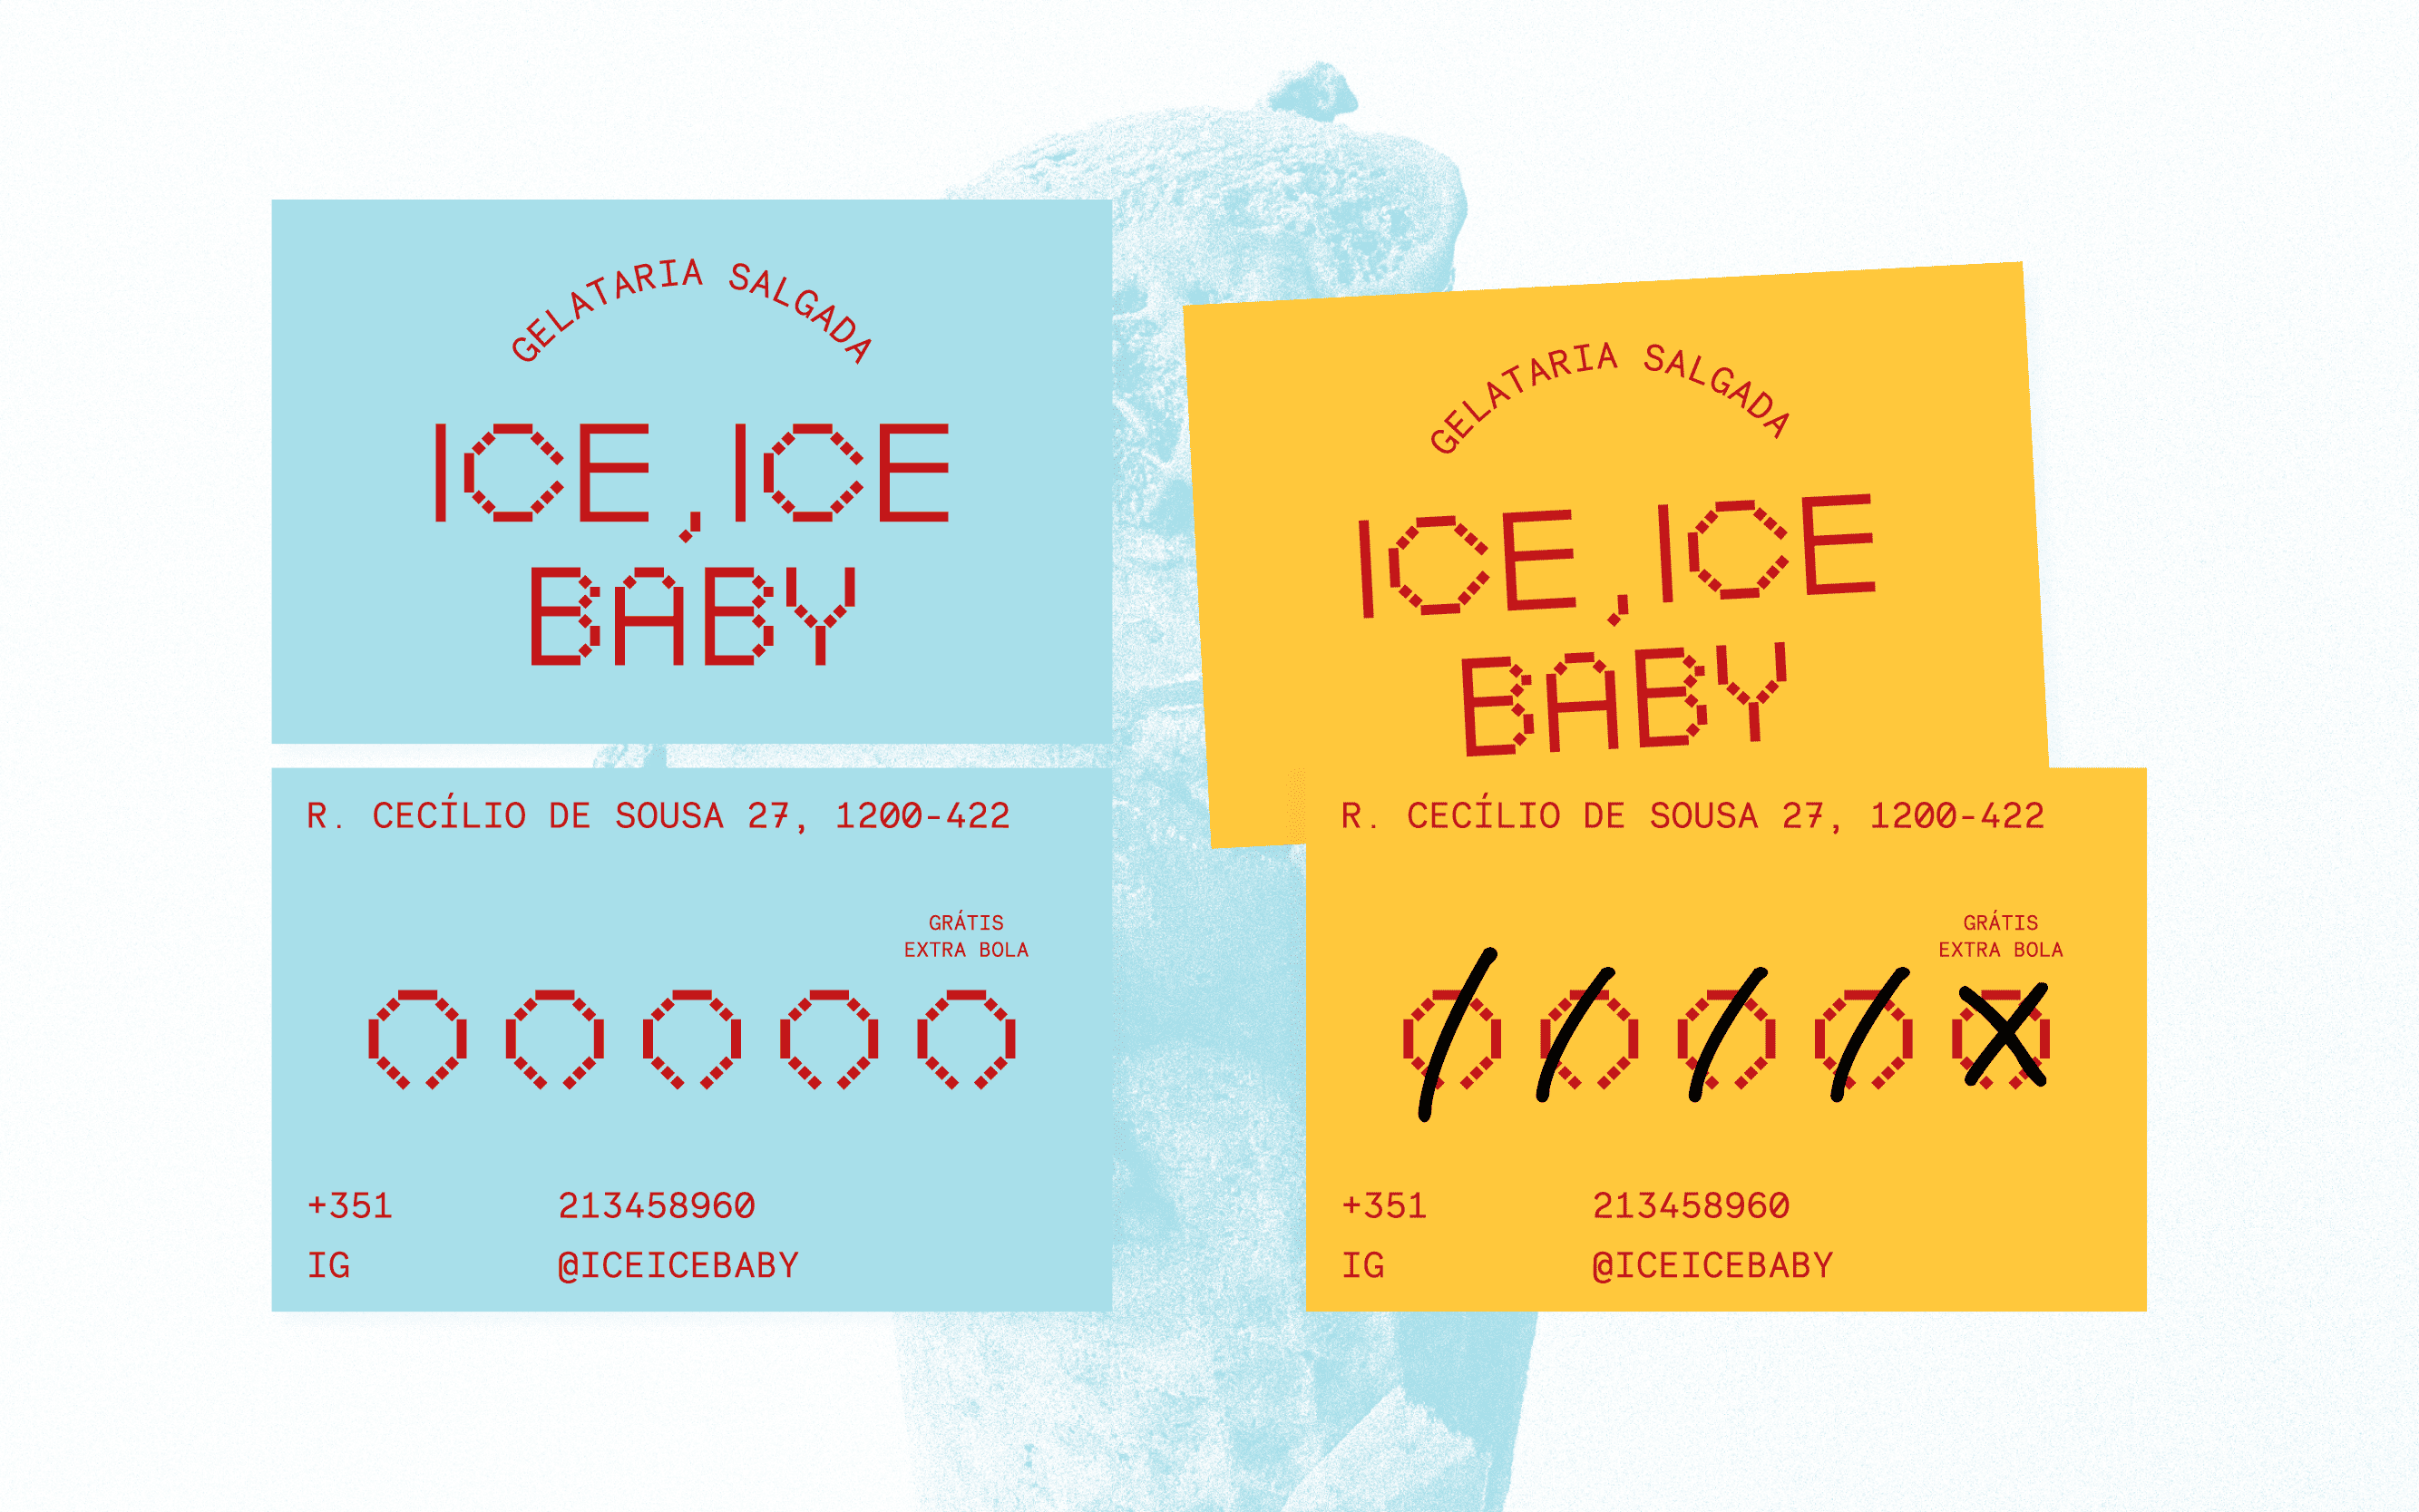 GELATARIA SALGADA
ICE,ICE
BABY
R. CECÍLIO DE SOUSA 27, 1200-422
GRÁTIS
EXTRA BOLA
+351 213458960
IG @ICEICEBABY
GELATARIA SALGADA
ICE,ICE
BABY
R. CECÍLIO DE SOUSA 27, 1200-422
GRÁTIS
EXTRA BOLA
+351 213458960
IG @ICEICEBABY